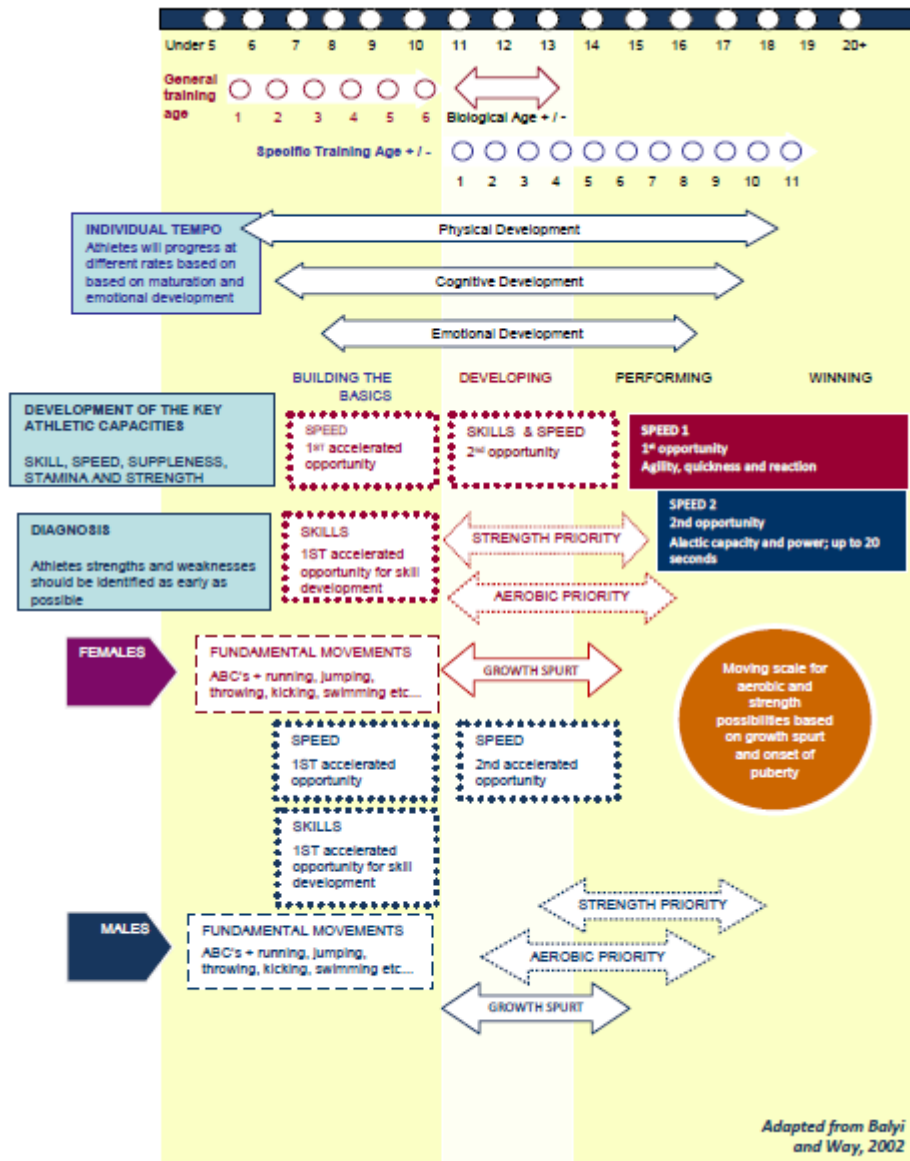 Under 5 6 7 8 9 10 11 12 13 14 15 16 17 18 19 20+
General
training
age
1 2 3 4 5 6
Biological Age + / -
Specific Training Age + / -
1 2 3 4 5 6 7 8 9 10 11
INDIVIDUAL TEMPO
Athletes will progress at
different rates based on
based on maturation and
emotional development
Physical Development
Cognitive Development
Emotional Development
BUILDING THE
BASICS
DEVELOPING
PERFORMING
WINNING
DEVELOPMENT OF THE KEY
ATHLETIC CAPACITIES
SKILL, SPEED, SUPPLENESS,
STAMINA AND STRENGTH
SPEED
1ST accelerated
opportunity
SKILLS & SPEED
2nd opportunity
SPEED 1
1st opportunity
Agility, quickness and reaction
SPEED 2
2nd opportunity
Alactic capacity and power; up to 20
seconds
DIAGNOSIS
Athletes strengths and weaknesses
should be identified as early as
possible
SKILLS
1ST accelerated
opportunity for skill
development
STRENGTH PRIORITY
AEROBIC PRIORITY
FEMALES
FUNDAMENTAL MOVEMENTS
ABC's + running, jumping,
throwing, kicking, swimming etc...
GROWTH SPURT
Moving scale for
aerobic and
strength
possibilities based
on growth spurt
and onset of
puberty
SPEED
1ST accelerated
opportunity
SPEED
2nd accelerated
opportunity
SKILLS
1ST accelerated
opportunity for skill
development
STRENGTH PRIORITY
MALES
FUNDAMENTAL MOVEMENTS
ABC's + running, jumping,
throwing, kicking, swimming etc...
AEROBIC PRIORITY
GROWTH SPURT
Adapted from Balyi
and Way, 2002